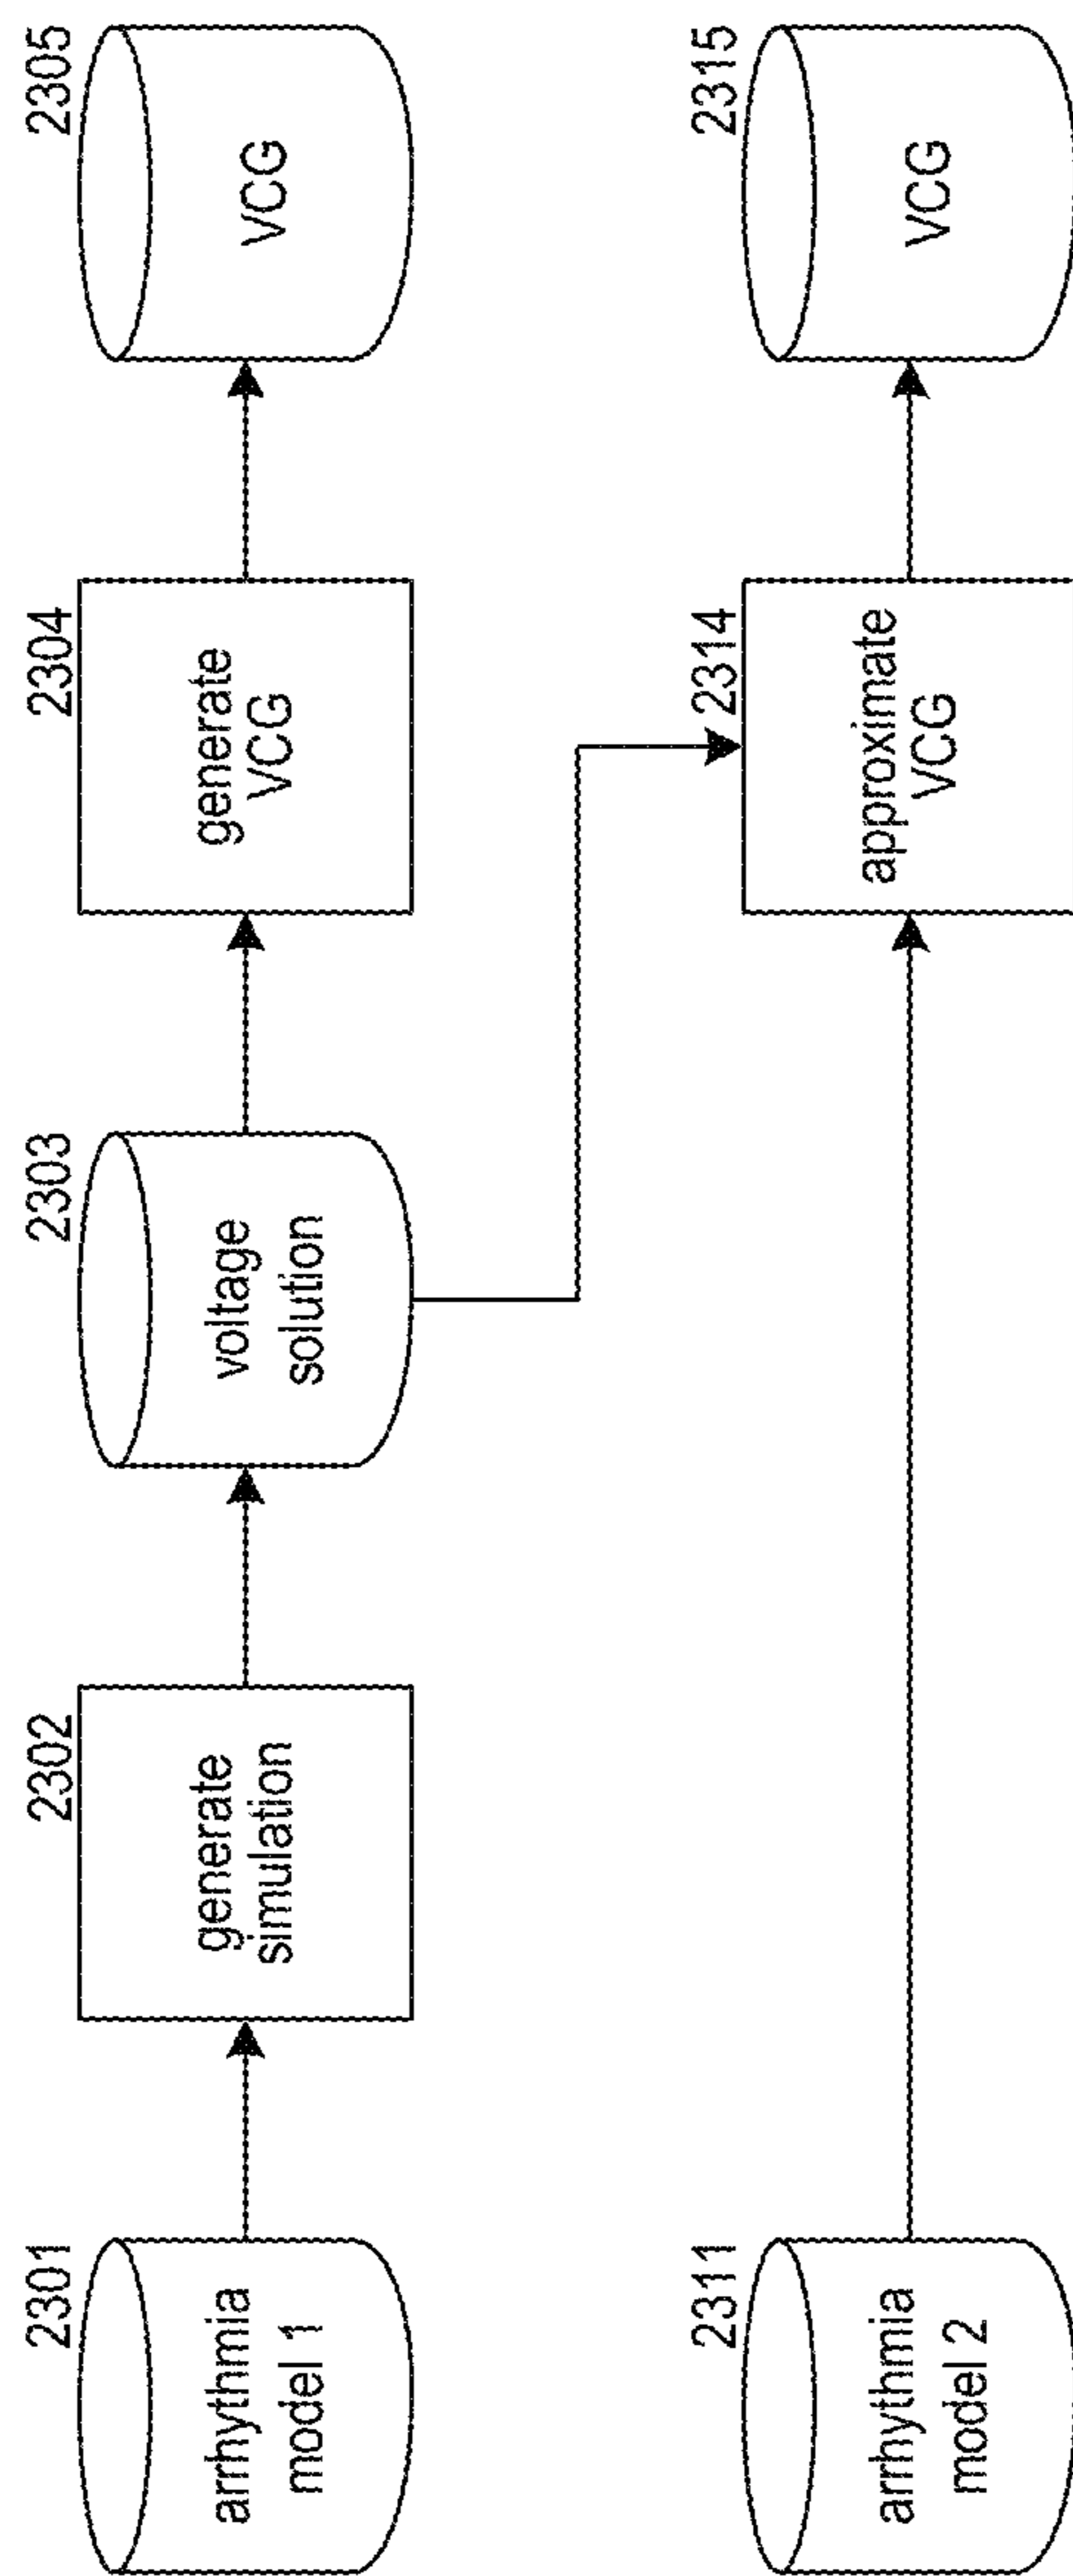 2301
arrhythmia
model 1
2302
generate
simulation
2303
voltage
solution
2304
generate
VCG
2305
VCG
2311
arrhythmia
model 2
2314
approximate
VCG
2315
VCG